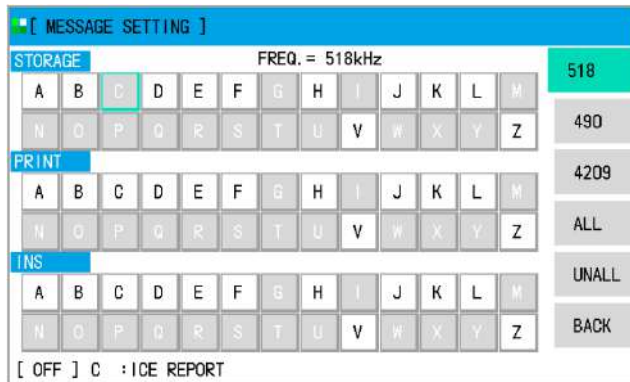 [ MESSAGE SETTING ]
STORAGE FREQ. = 518kHz
A B C D E F G H I J K L M
N O P Q R S T U V W X Y Z
PRINT
A B C D E F G H I J K L M
N O P Q R S T U V W X Y Z
INS
A B C D E F G H I J K L M
N O P Q R S T U V W X Y Z
[ OFF ] C :ICE REPORT
518
490
4209
ALL
UNALL
BACK